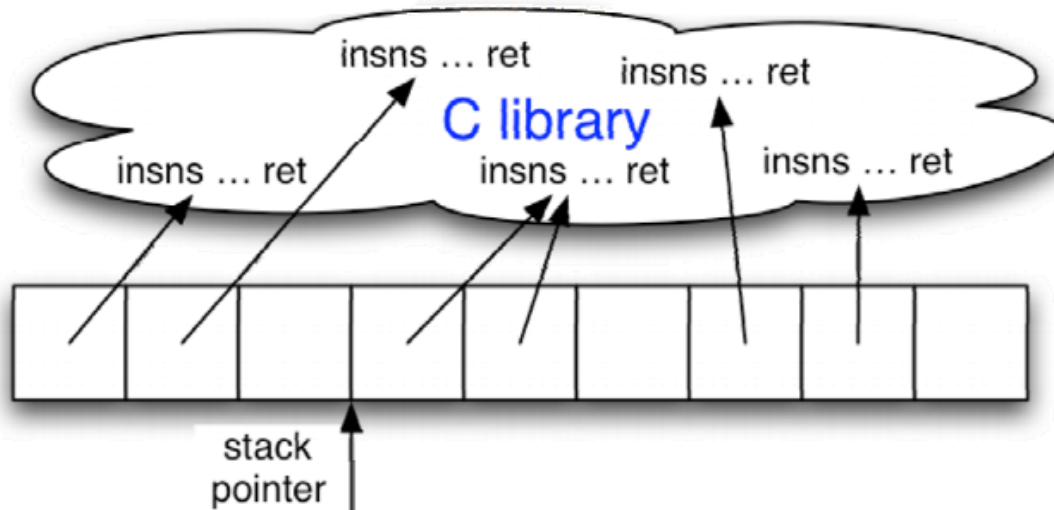 insns ... ret
insns ... ret
C library
insns ... ret
insns ... ret
insns ... ret
stack
pointer